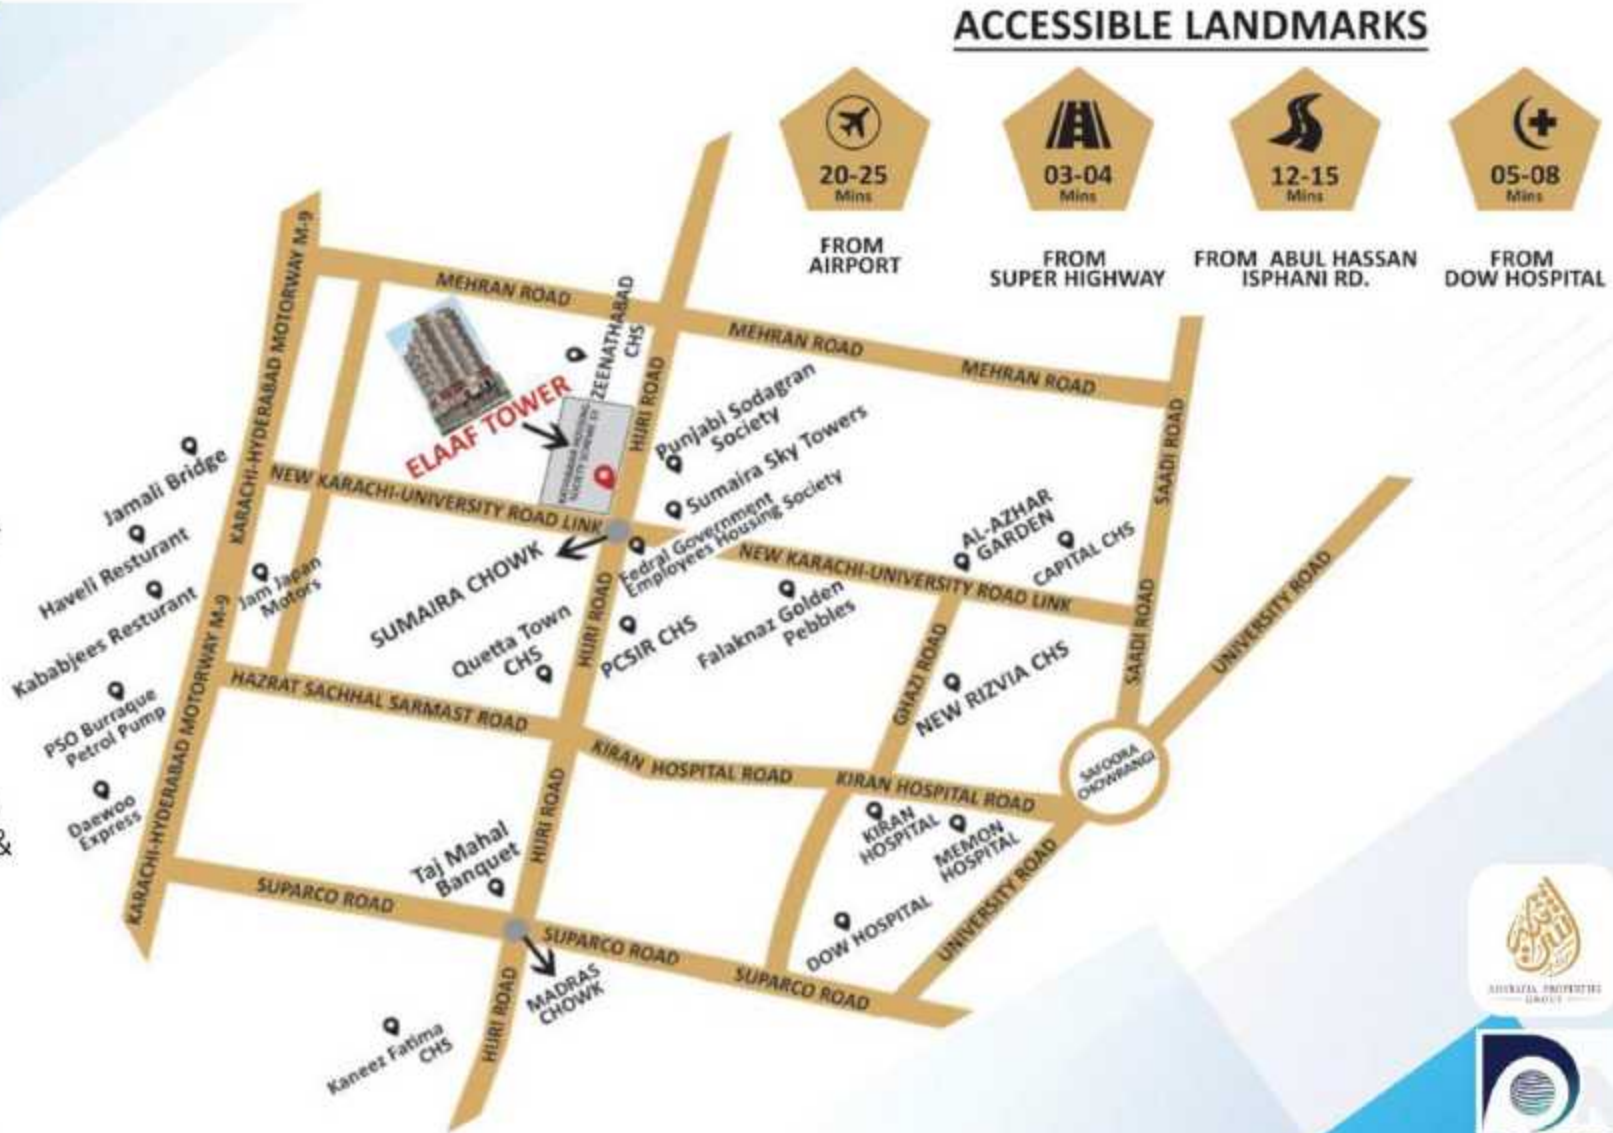 ACCESSIBLE LANDMARKS
20-25
Mins
FROM
AIRPORT
03-04
Mins
FROM
SUPER HIGHWAY
12-15
Mins
FROM ABUL HASSAN
ISPHANI RD.
05-08
Mins
FROM
DOW HOSPITAL
KARACHI-HYDERABAD MOTORWAY M-9
MEHRAN ROAD
MEHRAN ROAD
MEHRAN ROAD
ZEENATHABAD
CHS
HIJRI ROAD
ELAAF TOWER
Punjabi Sodagran
Society
Sumaira Sky Towers
Fedral Government
Employees Housing Society
SAADI ROAD
Jamali Bridge
Haveli Resturant
Kababjees Resturant
Jam Japan
Motors
NEW KARACHI-UNIVERSITY ROAD LINK
SUMAIRA CHOWK
NEW KARACHI-UNIVERSITY ROAD LINK
AL-AZHAR
GARDEN
CAPITAL CHS
HIJRI ROAD
Quetta Town
CHS
PCSIR CHS
Falaknaz Golden
Pebbles
GHAZI ROAD
NEW RIZVIA CHS
SAADI ROAD
UNIVERSITY ROAD
PSO Burraque
Petrol Pump
Daewoo
Express
&
KARACHI-HYDERABAD MOTORWAY M-9
HAZRAT SACHHAL SARMAST ROAD
KIRAN HOSPITAL ROAD
KIRAN HOSPITAL ROAD
SAFOORA
CHOWRANGI
HIJRI ROAD
Taj Mahal
Banquet
KIRAN
HOSPITAL
MEMON
HOSPITAL
DOW HOSPITAL
UNIVERSITY ROAD
SUPARCO ROAD
SUPARCO ROAD
SUPARCO ROAD
MADRAS
CHOWK
HIJRI ROAD
Kaneez Fatima
CHS
PROPERTIES
GROUP